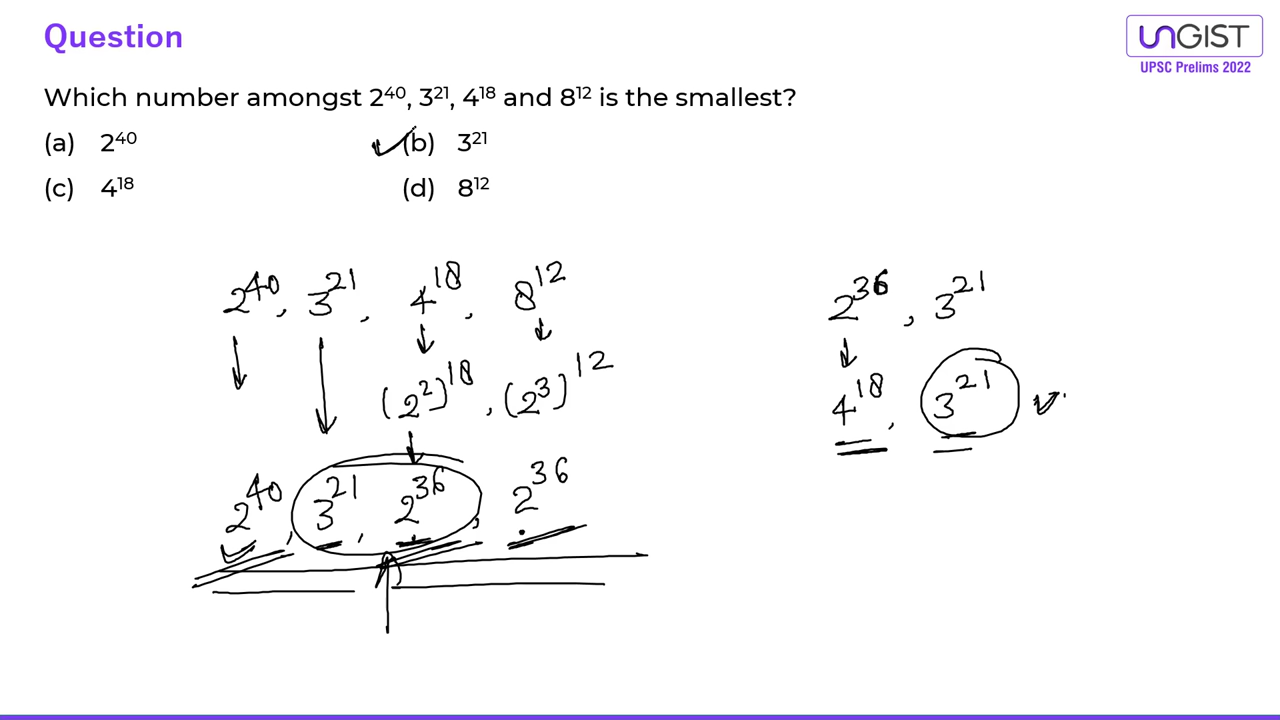 Question
UNGIST
UPSC Prelims 2022
Which number amongst 2⁴⁰, 3²¹, 4¹⁸ and 8¹² is the smallest?
(a) 2⁴⁰
(b) 3²¹
(c) 4¹⁸
(d) 8¹²
2⁴⁰, 3²¹, 4¹⁸, 8¹²
(2²)¹⁸, (2³)¹²
2⁴⁰, 3²¹, 2³⁶, 2³⁶
2³⁶, 3²¹
4¹⁸, 3²¹